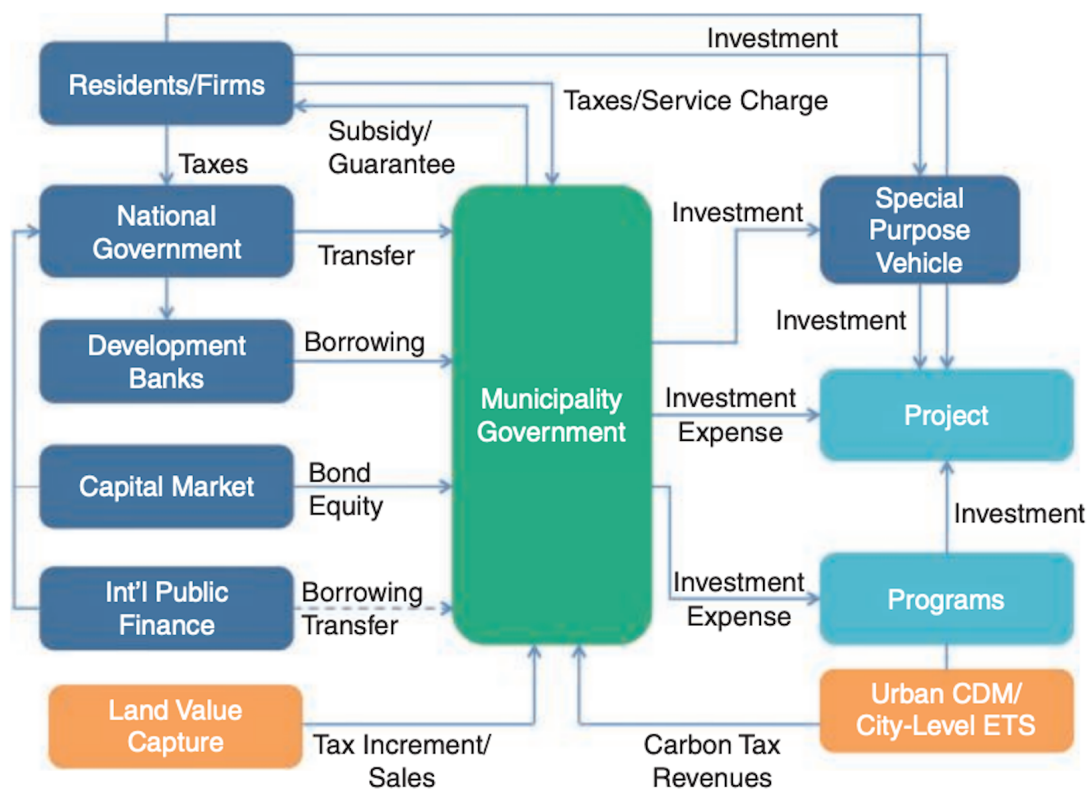 Investment
Residents/Firms
Taxes/Service Charge
Subsidy/
Guarantee
Taxes
National
Government
Transfer
Investment
Special
Purpose
Vehicle
Investment
Development
Banks
Borrowing
Municipality
Government
Investment
Expense
Project
Capital Market
Bond
Equity
Investment
Int'l Public
Finance
Borrowing
Transfer
Investment
Expense
Programs
Land Value
Capture
Tax Increment/
Sales
Carbon Tax
Revenues
Urban CDM/
City-Level ETS